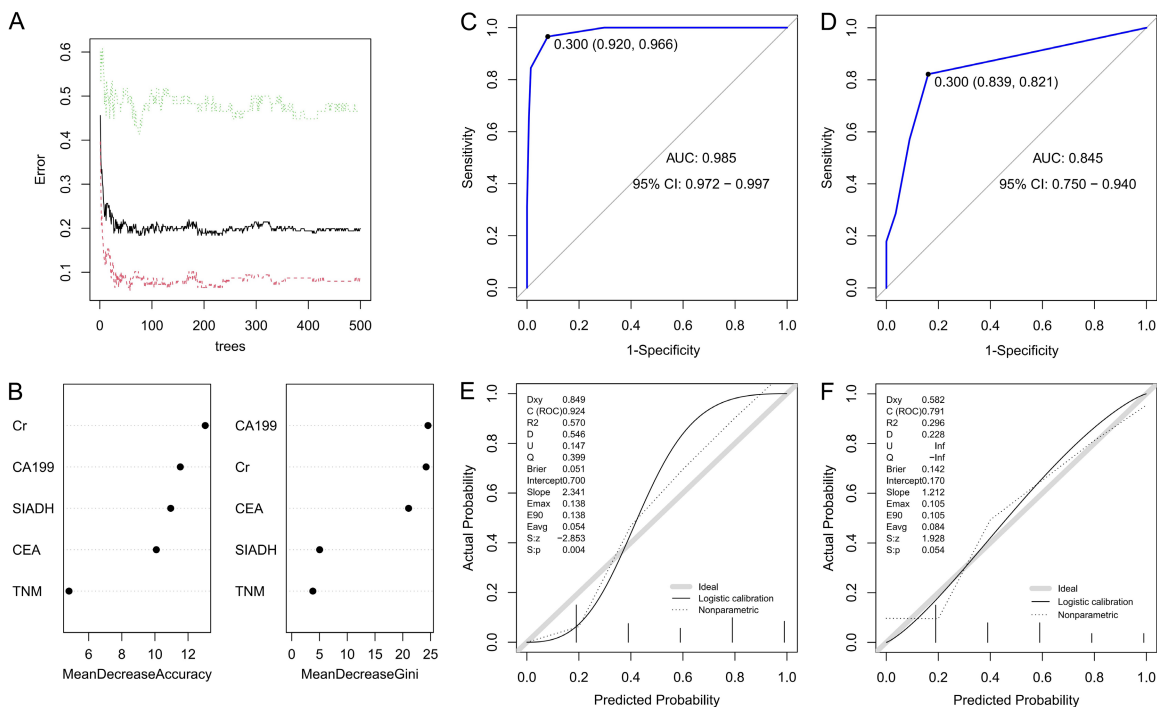 A
0.6
0.5
0.4
0.3
0.2
0.1
Error
0
100
200
300
400
500
trees
B
Cr
CA199
SIADH
CEA
TNM
6
8
10
12
MeanDecreaseAccuracy
CA199
Cr
CEA
SIADH
TNM
0
5
10
15
20
25
MeanDecreaseGini
C
1.0
0.8
0.6
0.4
0.2
0.0
Sensitivity
0.300 (0.920, 0.966)
AUC: 0.985
95% CI: 0.972 − 0.997
0.0
0.2
0.4
0.6
0.8
1.0
1-Specificity
D
1.0
0.8
0.6
0.4
0.2
0.0
Sensitivity
0.300 (0.839, 0.821)
AUC: 0.845
95% CI: 0.750 − 0.940
0.0
0.2
0.4
0.6
0.8
1.0
1-Specificity
E
1.0
0.8
0.6
0.4
0.2
0.0
Actual Probability
Dxy 0.849
C (ROC) 0.924
R2 0.570
D 0.546
U 0.147
Q 0.399
Brier 0.051
Intercept 0.700
Slope 2.341
Emax 0.138
E90 0.138
Eavg 0.054
S:z −2.853
S:p 0.004
Ideal
Logistic calibration
Nonparametric
0.0
0.2
0.4
0.6
0.8
1.0
Predicted Probability
F
1.0
0.8
0.6
0.4
0.2
0.0
Actual Probability
Dxy 0.582
C (ROC) 0.791
R2 0.296
D 0.228
U Inf
Q −Inf
Brier 0.142
Intercept 0.170
Slope 1.212
Emax 0.105
E90 0.105
Eavg 0.084
S:z 1.928
S:p 0.054
Ideal
Logistic calibration
Nonparametric
0.0
0.2
0.4
0.6
0.8
1.0
Predicted Probability